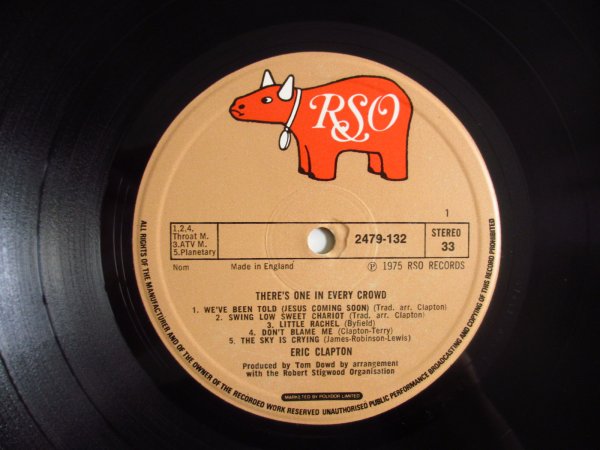 RSO
1
1,2,4.
Throat M.
3.ATV M.
5.Planetary
2479-132
STEREO
33
Nom
Made in England
Ⓟ 1975 RSO RECORDS
THERE'S ONE IN EVERY CROWD
1. WE'VE BEEN TOLD (JESUS COMING SOON) (Trad. arr. Clapton)
2. SWING LOW SWEET CHARIOT (Trad. arr. Clapton)
3. LITTLE RACHEL (Byfield)
4. DON'T BLAME ME (Clapton-Terry)
5. THE SKY IS CRYING (James-Robinson-Lewis)
ERIC CLAPTON
Produced by Tom Dowd by arrangement
with the Robert Stigwood Organisation
MARKETED BY POLYDOR LIMITED
ALL RIGHTS OF THE MANUFACTURER AND OF THE OWNER OF THE RECORDED WORK RESERVED UNAUTHORISED PUBLIC PERFORMANCE BROADCASTING AND COPYING OF THIS RECORD PROHIBITED